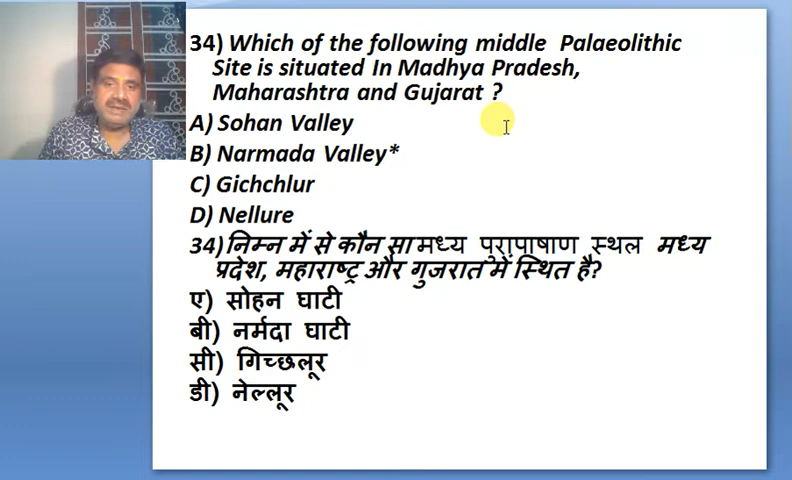 34) Which of the following middle Palaeolithic
Site is situated In Madhya Pradesh,
Maharashtra and Gujarat ?
A) Sohan Valley
B) Narmada Valley*
C) Gichchlur
D) Nellure
34) निम्न में से कौन सा मध्य पुरापाषाण स्थल मध्य
प्रदेश, महाराष्ट्र और गुजरात में स्थित है?
ए) सोहन घाटी
बी) नर्मदा घाटी
सी) गिच्छलूर
डी) नेल्लूर